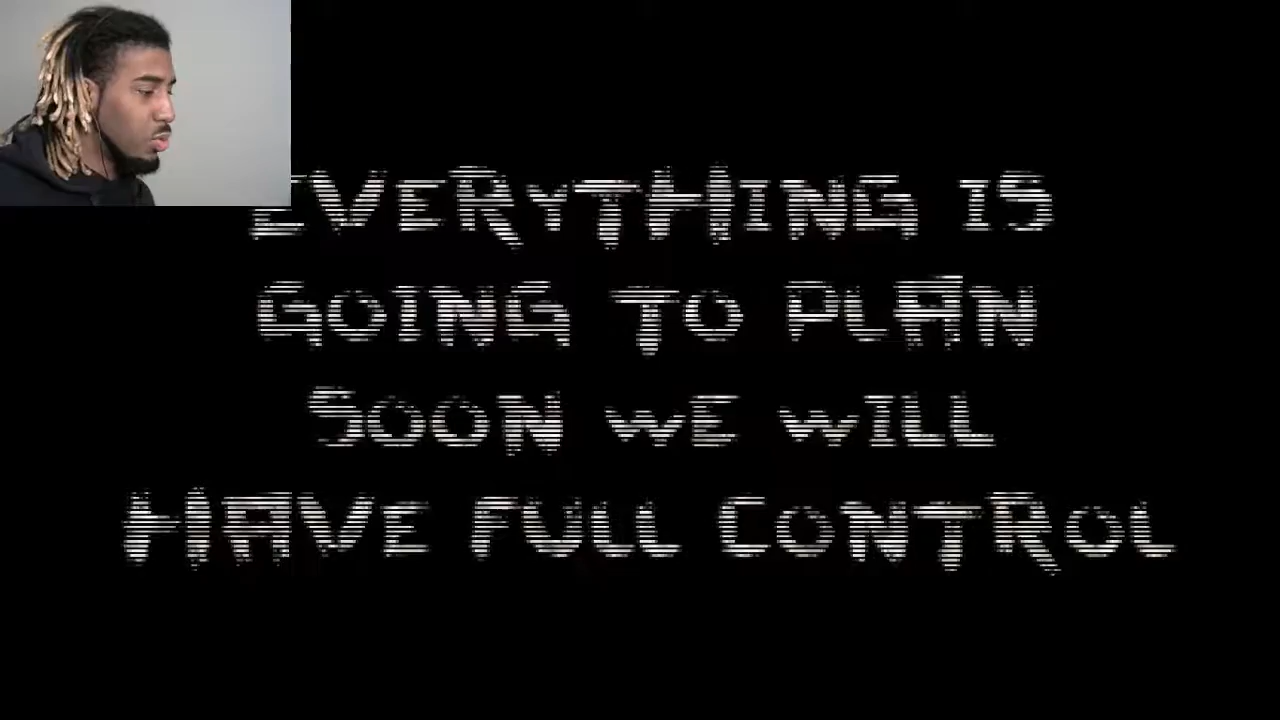 EVERYTHING IS
GOING TO PLAN
SOON WE WILL
HAVE FULL CONTROL